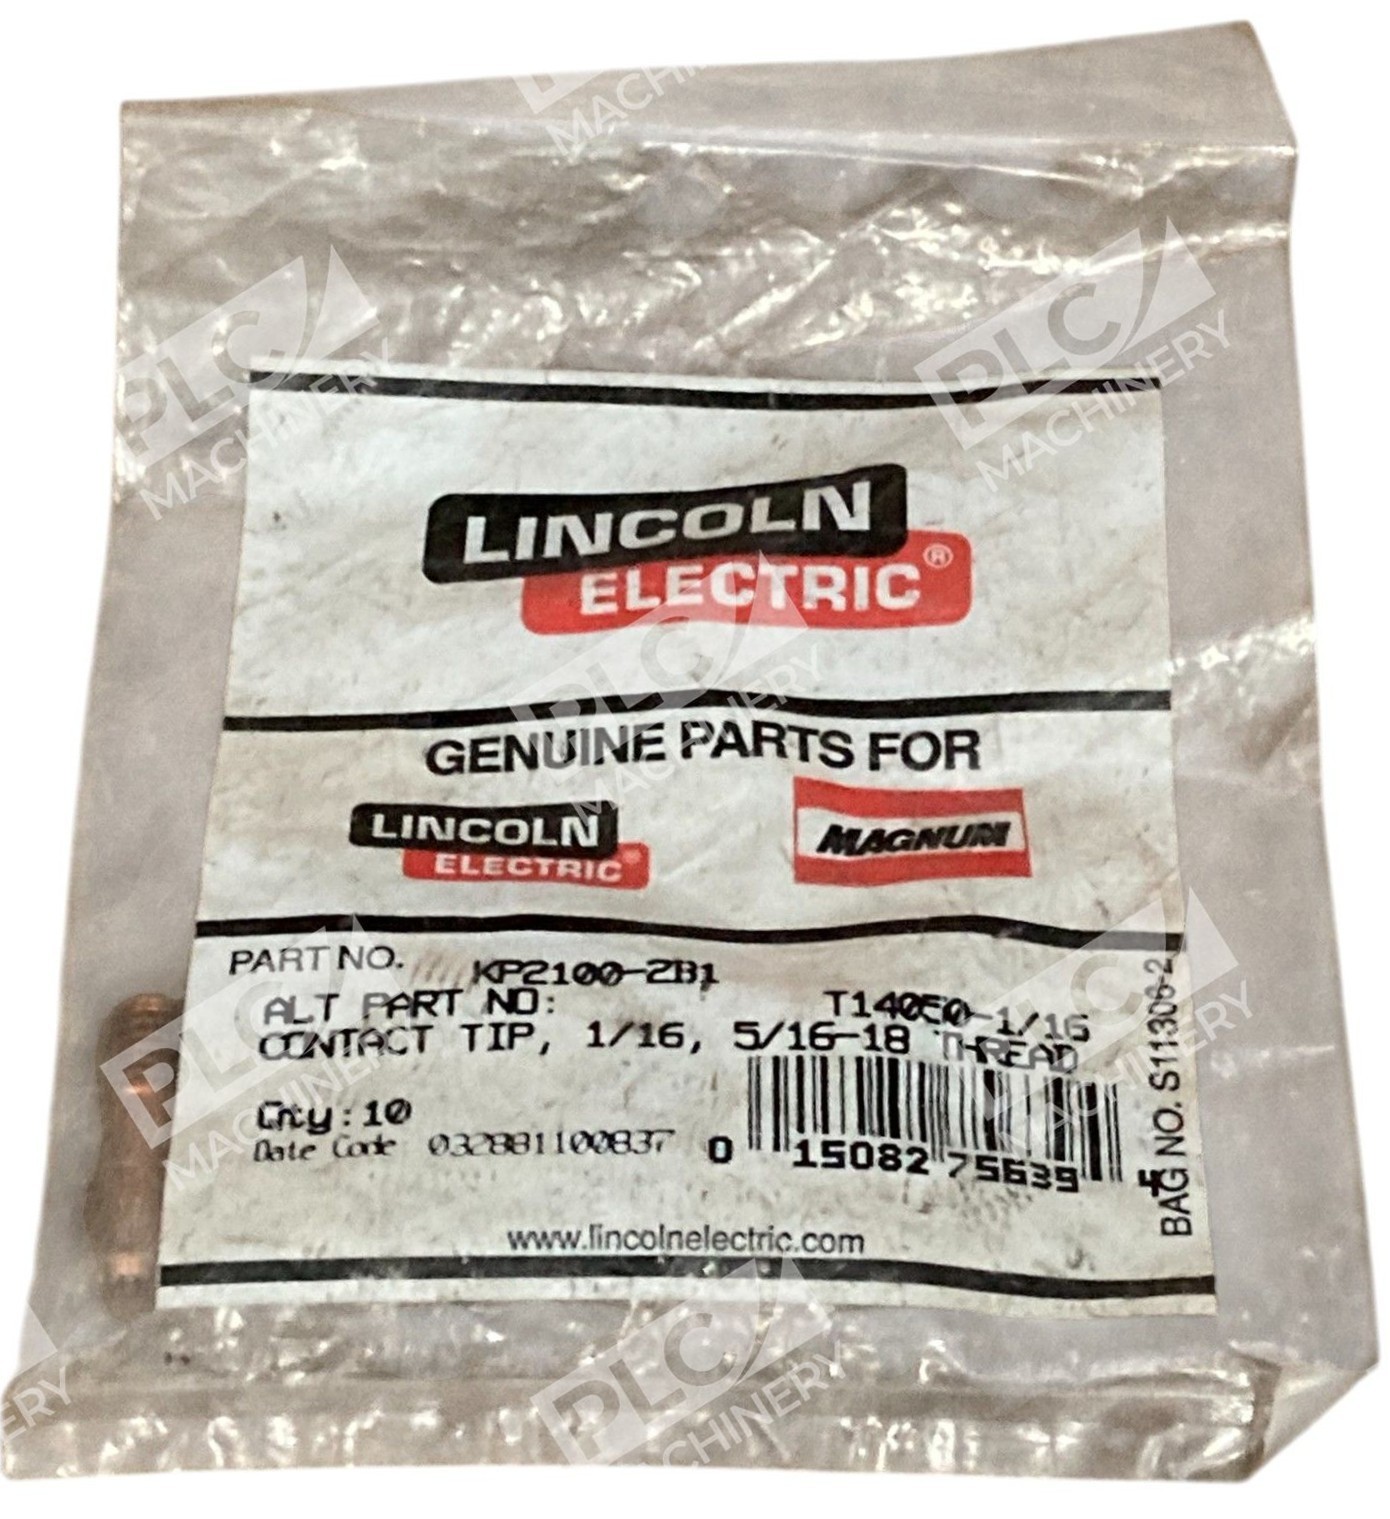 LINCOLN
ELECTRIC®
GENUINE PARTS FOR
LINCOLN
ELECTRIC®
MAGNUM
PART NO. KP2100-2B1
ALT PART NO: T14050-1/16
CONTACT TIP, 1/16, 5/16-18 THREAD
Qty: 10
Date Code 032881100837
0 15082 75639 4
BAG NO. S11306-2
www.lincolnelectric.com
PLC
MACHINERY